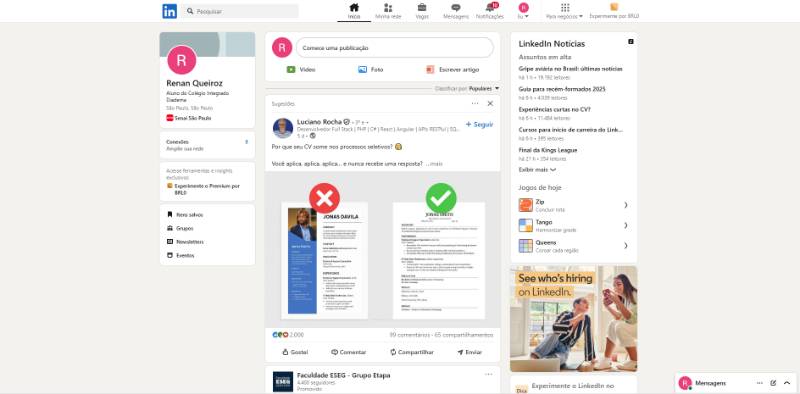 in
Pesquisar
Início
Minha rede
Vagas
Mensagens
Notificações
Eu
Para negócios
Experimente por BRL0
R
Renan Queiroz
Aluno do Colégio Integrado
Diadema
São Paulo, São Paulo
Senai São Paulo
Conexões
Amplie sua rede
Acesse ferramentas e insights
exclusivos
Experimente o Premium por
BRL0
Itens salvos
Grupos
Newsletters
Eventos
R
Comece uma publicação
Vídeo
Foto
Escrever artigo
Classificar por: Populares
Sugestões
Luciano Rocha • 3º e +
Desenvolvedor Full Stack | PHP | C# | React | Angular | APIs RESTful | SQ...
5 d •
+ Seguir
Por que seu CV some nos processos seletivos?
Você aplica, aplica, aplica... e nunca recebe uma resposta? ...mais
JONAS DAVILA
2.000
99 comentários • 65 compartilhamentos
Gostei
Comentar
Compartilhar
Enviar
FACULDADE
ESEG
Faculdade ESEG - Grupo Etapa
4.400 seguidores
Promovido
LinkedIn Notícias
Assuntos em alta
Gripe aviária no Brasil: últimas notícias
há 1 h • 19.192 leitores
Guia para recém-formados 2025
há 6 h • 4.939 leitores
Experiências curtas no CV?
há 6 h • 11.484 leitores
Cursos para início de carreira do Link...
há 6 h • 395 leitores
Final da Kings League
há 21 h • 354 leitores
Exibir mais
Jogos de hoje
Zip
Concluir rota
Tango
Harmonizar grade
Queens
Coroar cada região
See who's hiring
on LinkedIn.
Experimente o LinkedIn no
R
Mensagens